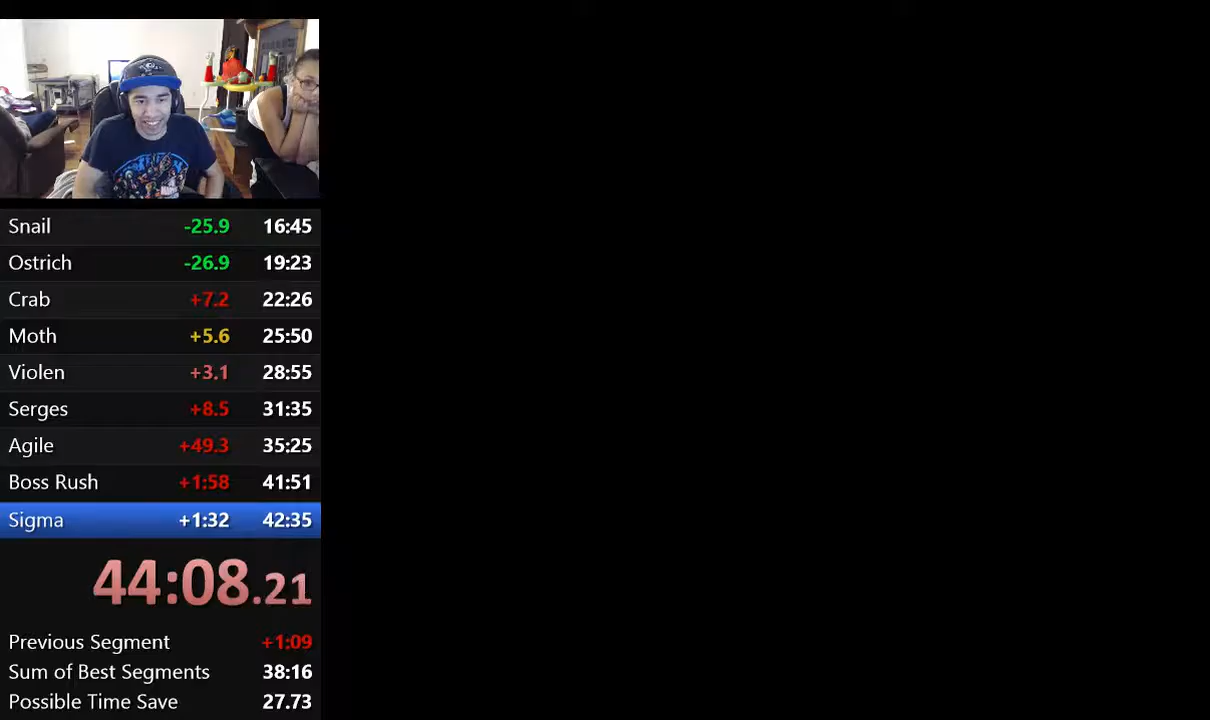 Snail -25.9 16:45
Ostrich -26.9 19:23
Crab +7.2 22:26
Moth +5.6 25:50
Violen +3.1 28:55
Serges +8.5 31:35
Agile +49.3 35:25
Boss Rush +1:58 41:51
Sigma +1:32 42:35
44:08.21
Previous Segment +1:09
Sum of Best Segments 38:16
Possible Time Save 27.73